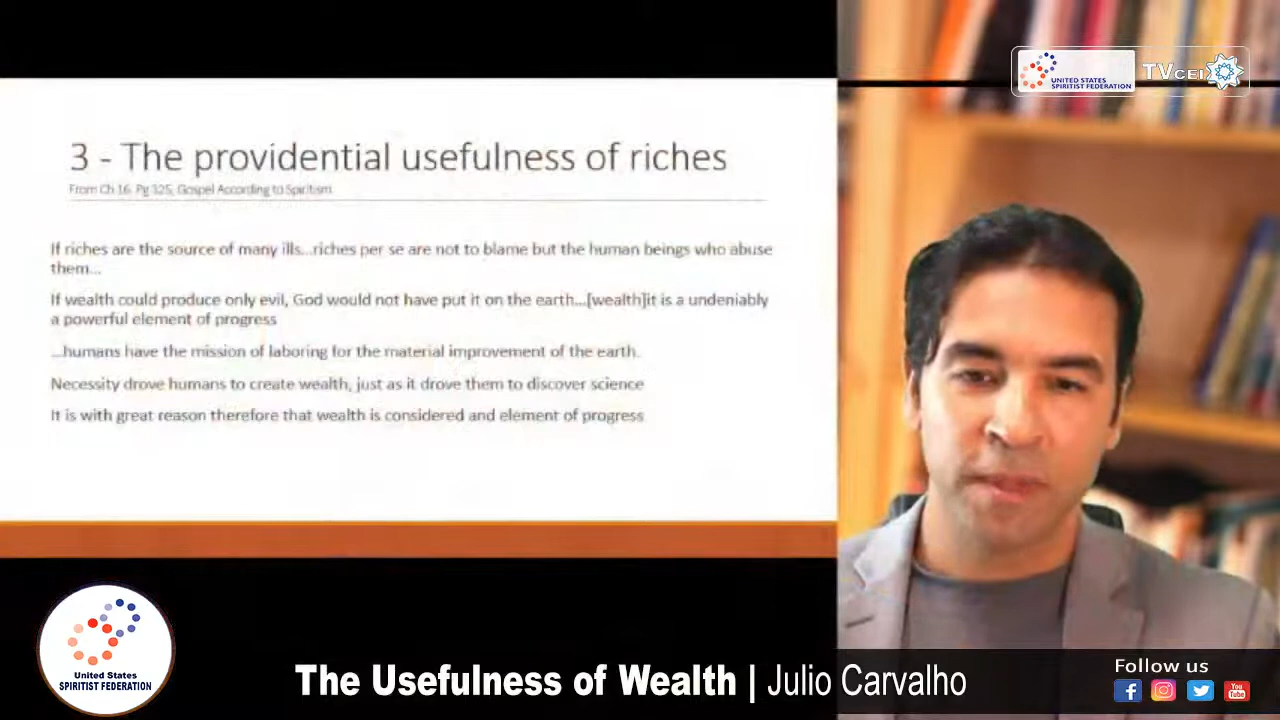 UNITED STATES
SPIRITIST FEDERATION
TVCEI
3 - The providential usefulness of riches
From Ch 16. Pg 325, Gospel According to Spiritism
If riches are the source of many ills...riches per se are not to blame but the human beings who abuse
them...
If wealth could produce only evil, God would not have put it on the earth...[wealth]it is a undeniably
a powerful element of progress
...humans have the mission of laboring for the material improvement of the earth.
Necessity drove humans to create wealth, just as it drove them to discover science
It is with great reason therefore that wealth is considered and element of progress
United States
SPIRITIST FEDERATION
The Usefulness of Wealth | Julio Carvalho
Follow us
You
Tube